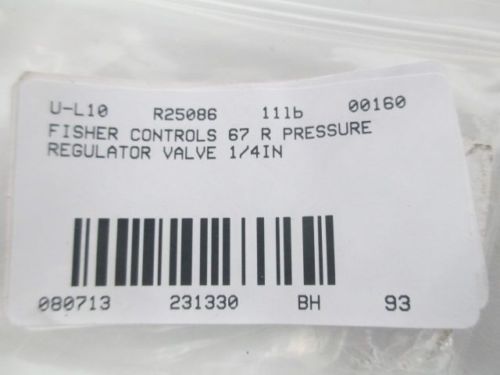 U-L10 R25086 11lb 00160
FISHER CONTROLS 67 R PRESSURE
REGULATOR VALVE 1/4IN
080713 231330 BH 93